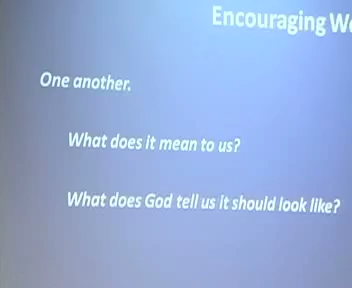 Encouraging
One another.
What does it mean to us?
What does God tell us it should look like?